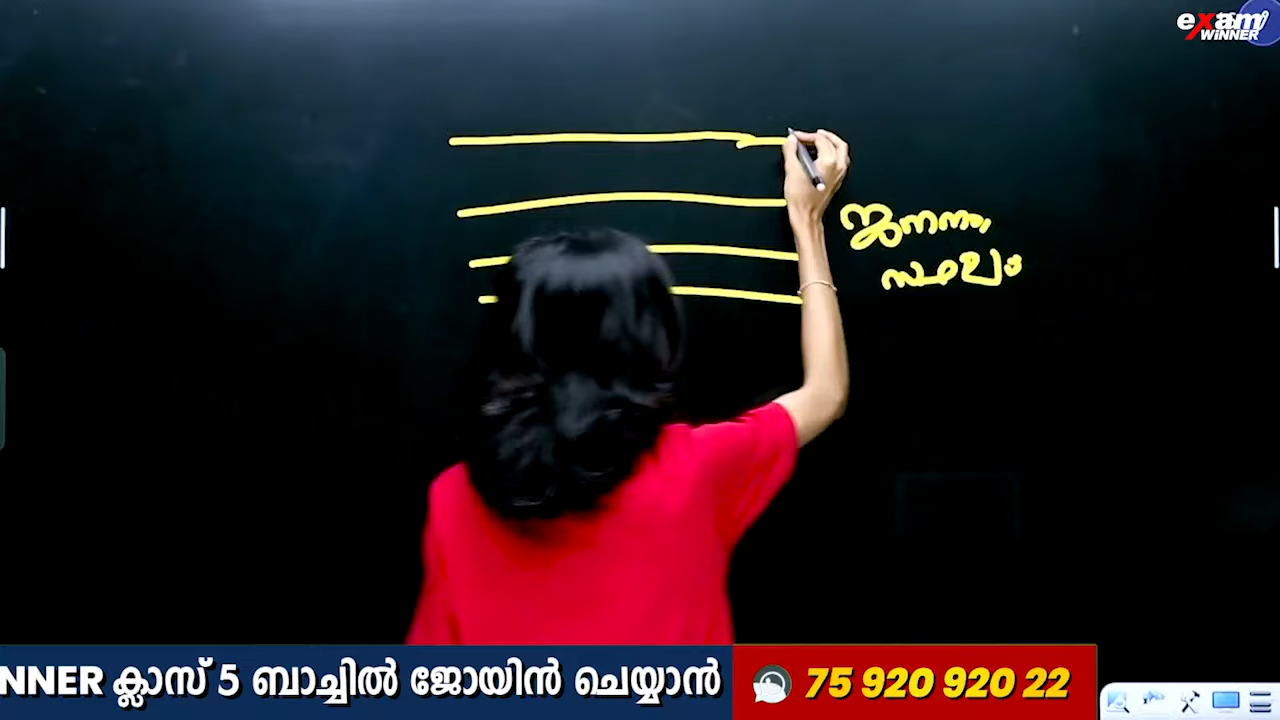 exam
WiNNER
ജനനം,
സ്ഥലം
NNER ക്ലാസ് 5 ബാച്ചിൽ ജോയിൻ ചെയ്യാൻ
75 920 920 22